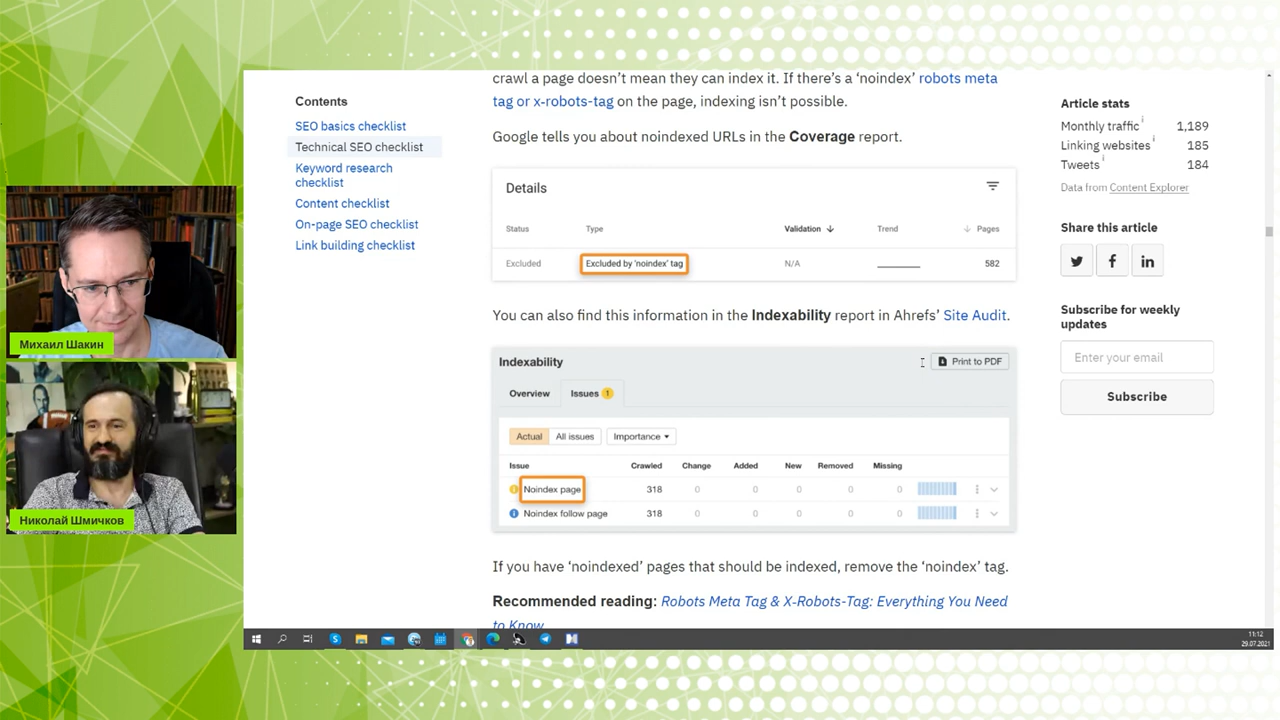 crawl a page doesn’t mean they can index it. If there’s a ‘noindex’ robots meta
tag or x-robots-tag on the page, indexing isn’t possible.
Google tells you about noindexed URLs in the Coverage report.
Contents
SEO basics checklist
Technical SEO checklist
Keyword research
checklist
Content checklist
On-page SEO checklist
Link building checklist
Details
Status Type Validation Trend Pages
Excluded Excluded by ‘noindex’ tag N/A 582
You can also find this information in the Indexability report in Ahrefs’ Site Audit.
Indexability Print to PDF
Overview Issues 1
Actual All issues Importance
Issue Crawled Change Added New Removed Missing
Noindex page 318 0 0 0 0 0
Noindex follow page 318 0 0 0 0 0
If you have ‘noindexed’ pages that should be indexed, remove the ‘noindex’ tag.
Recommended reading: Robots Meta Tag & X-Robots-Tag: Everything You Need
to Know
Article stats
Monthly traffic i 1,189
Linking websites i 185
Tweets i 184
Data from Content Explorer
Share this article
Subscribe for weekly
updates
Enter your email
Subscribe
Михаил Шакин
Николай Шмичков
11:12
29.07.2021